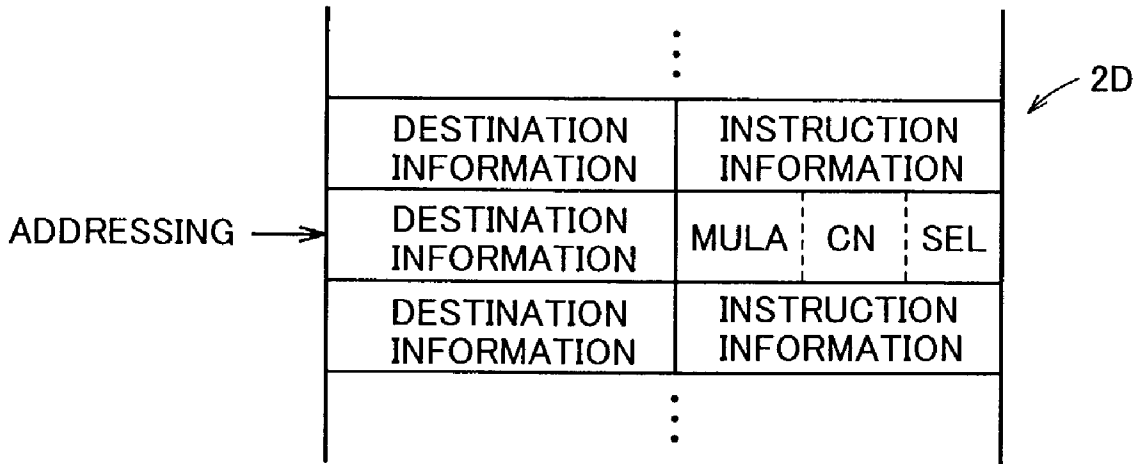 2D
DESTINATION INFORMATION
INSTRUCTION INFORMATION
ADDRESSING
DESTINATION INFORMATION
MULA CN SEL
DESTINATION INFORMATION
INSTRUCTION INFORMATION